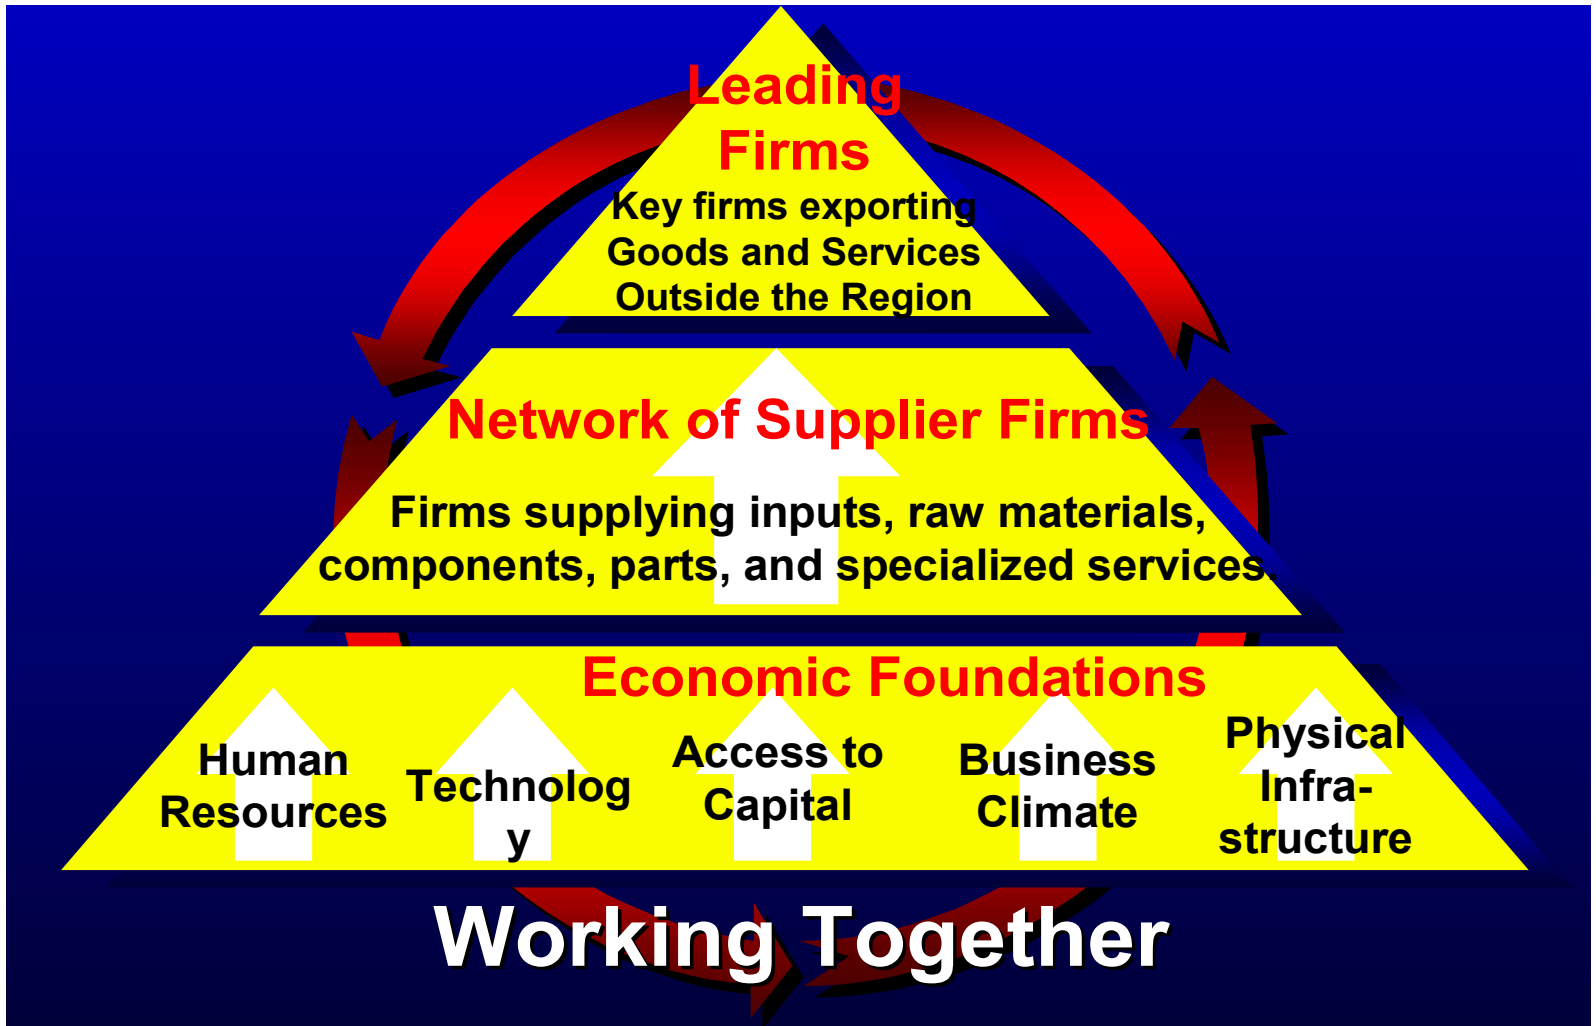 Leading
Firms
Key firms exporting
Goods and Services
Outside the Region
Network of Supplier Firms
Firms supplying inputs, raw materials,
components, parts, and specialized services.
Economic Foundations
Human
Resources
Technolog
y
Access to
Capital
Business
Climate
Physical
Infra-
structure
Working Together